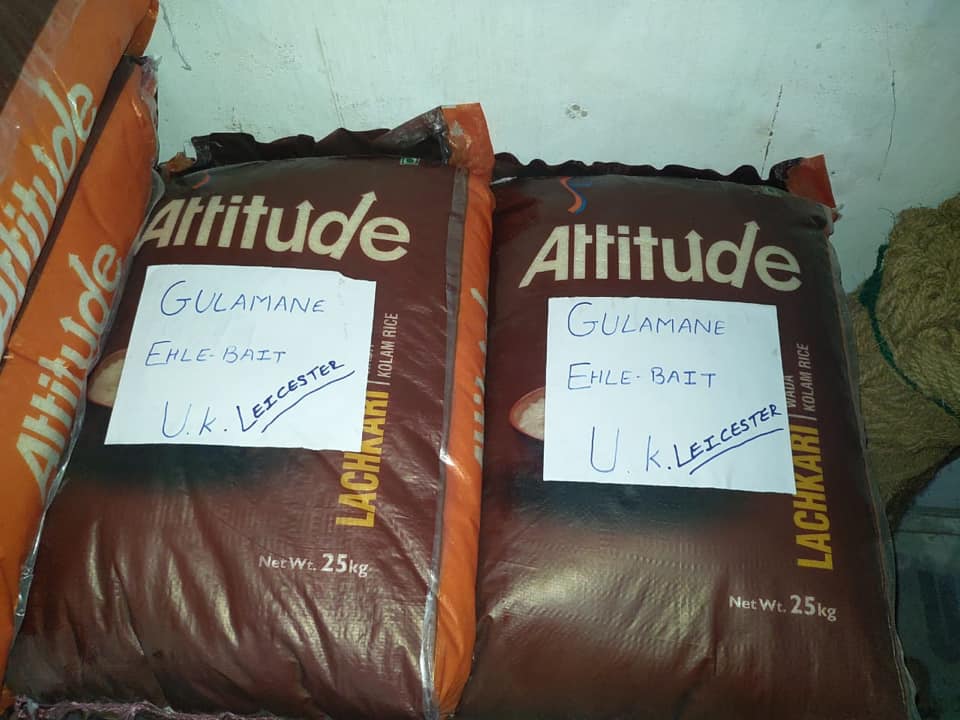 Attitude
Attitude
Attitude
GULAMANE
EHLE-BAIT
U.K. LEICESTER
LACHKARI
KOLAM RICE
Net Wt. 25kg
Attitude
GULAMANE
EHLE-BAIT
U.K. LEICESTER
LACHKARI
WADA
KOLAM RICE
Net Wt. 25kg